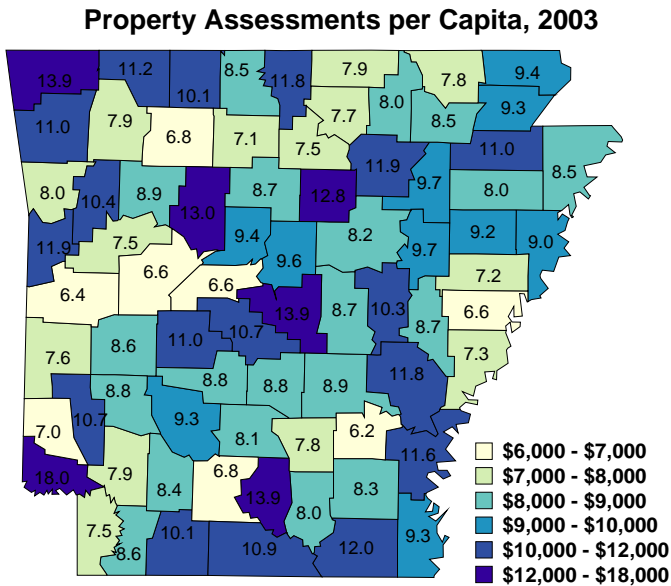 Property Assessments per Capita, 2003
13.9 11.2 10.1 8.5 11.8 7.9 7.8 9.4
11.0 7.9 6.8 7.1 7.5 7.7 8.0 8.5 9.3
8.0 10.4 8.9 13.0 8.7 12.8 11.9 9.7 11.0 8.0 8.5
11.9 7.5 9.4 9.6 8.2 9.7 9.2 9.0
6.4 6.6 6.6 13.9 8.7 10.3 8.7 7.2 6.6
7.6 8.6 11.0 10.7 7.3
8.8 8.8 8.8 8.9 11.8
7.0 10.7 9.3 8.1 7.8 6.2 11.6
18.0 7.9 8.4 6.8 13.9 8.0 8.3
7.5 8.6 10.1 10.9 12.0 9.3
$6,000 - $7,000
$7,000 - $8,000
$8,000 - $9,000
$9,000 - $10,000
$10,000 - $12,000
$12,000 - $18,000